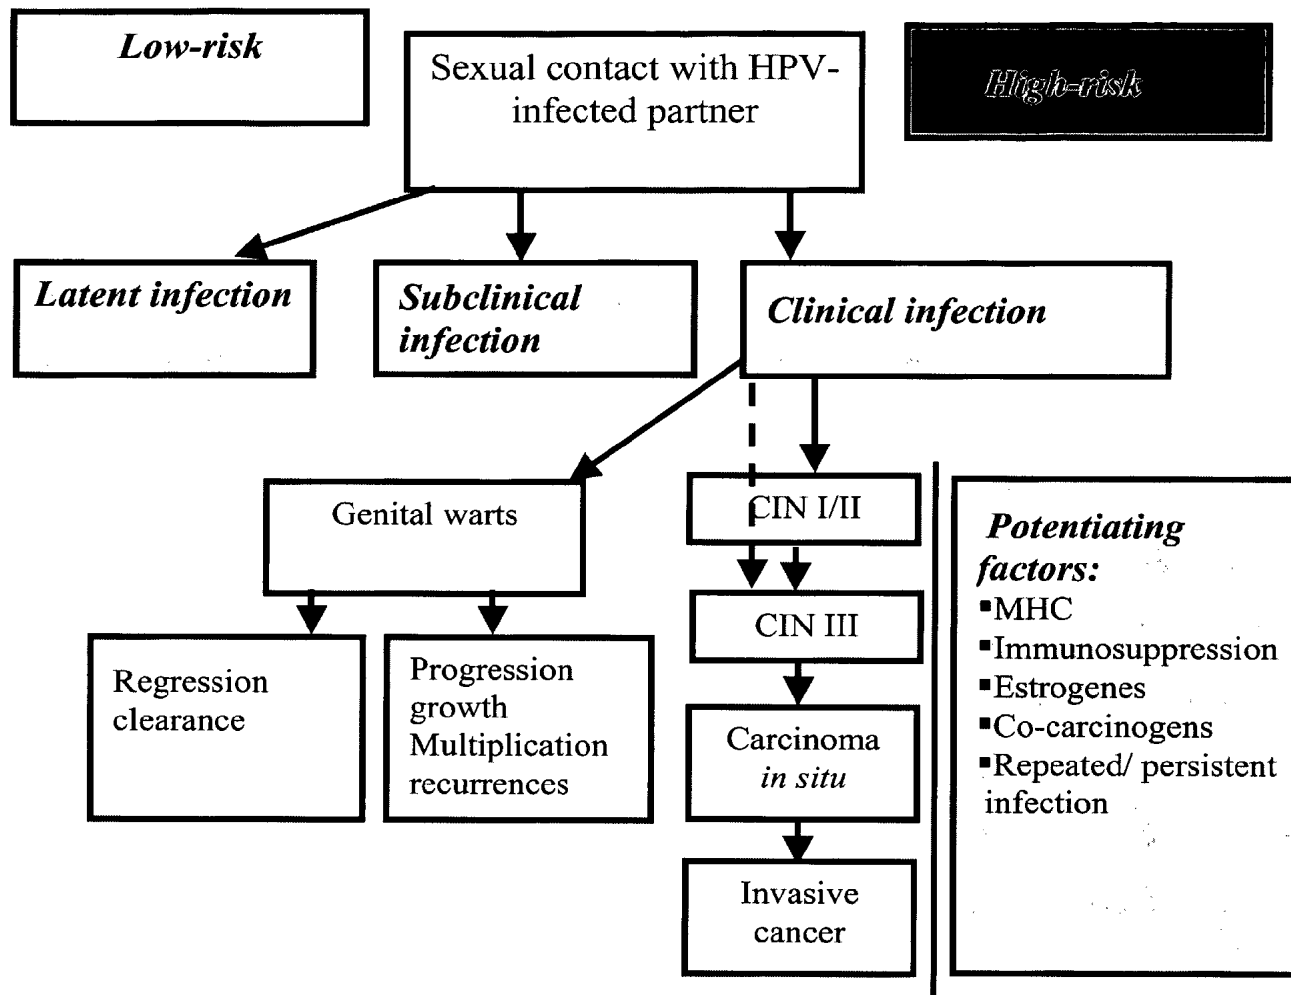 Low-risk
Sexual contact with HPV-
infected partner
High-risk
Latent infection
Subclinical
infection
Clinical infection
Genital warts
CIN I/II
CIN III
Regression
clearance
Progression
growth
Multiplication
recurrences
Carcinoma
in situ
Invasive
cancer
Potentiating
factors:
▪MHC
▪Immunosuppression
▪Estrogenes
▪Co-carcinogens
▪Repeated/ persistent
infection